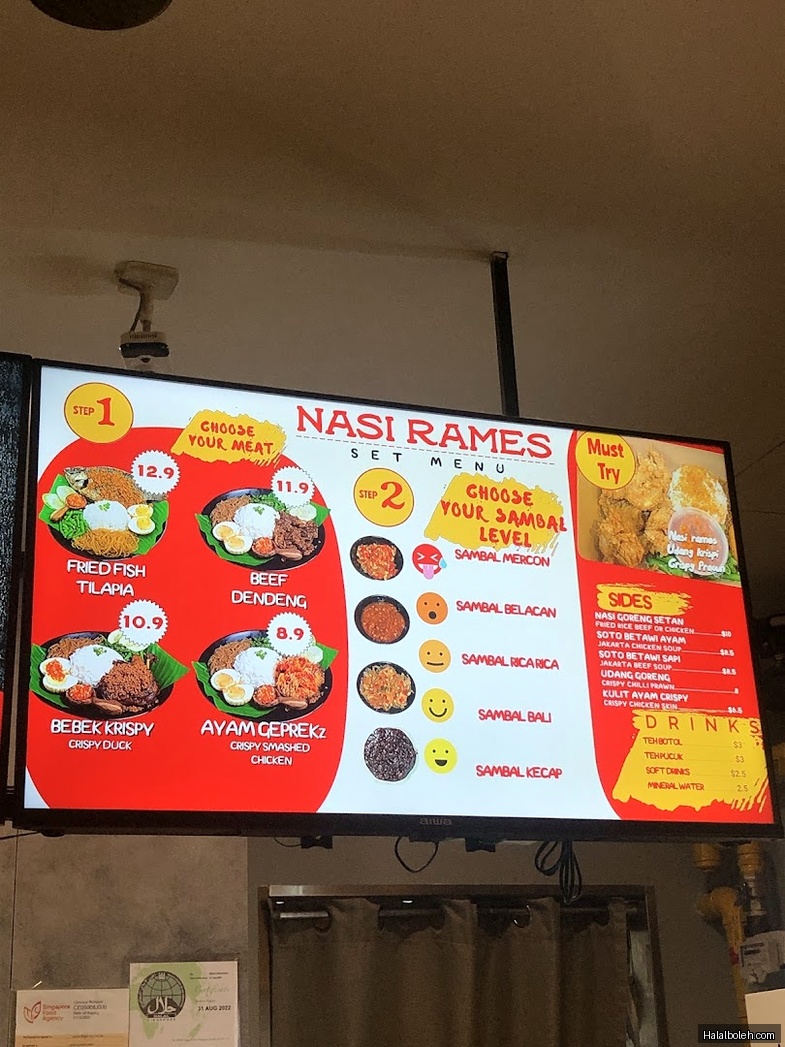 STEP 1
CHOOSE
YOUR MEAT
12.9
FRIED FISH
TILAPIA
11.9
BEEF
DENDENG
10.9
BEBEK KRISPY
CRISPY DUCK
8.9
AYAM GEPREKz
CRISPY SMASHED
CHICKEN
NASI RAMES
SET MENU
STEP 2
CHOOSE
YOUR SAMBAL
LEVEL
SAMBAL MERCON
SAMBAL BELACAN
SAMBAL RICA RICA
SAMBAL BALI
SAMBAL KECAP
Must
Try
Nasi rames
Udang krispi
Crispy Prawn
SIDES
NASI GORENG SETAN
FRIED RICE BEEF OR CHICKEN $10
SOTO BETAWI AYAM
JAKARTA CHICKEN SOUP $8.5
SOTO BETAWI SAPI
JAKARTA BEEF SOUP $8.5
UDANG GORENG
CRISPY CHILLI PRAWN 8
KULIT AYAM CRISPY
CRISPY CHICKEN SKIN $6.5
DRINKS
TEH BOTOL $3
TEH PUCUK $3
SOFT DRINKS $2.5
MINERAL WATER 2.5
aiwa
Singapore
Food
Agency
Certificate
31 AUG 2022
Halalboleh.com